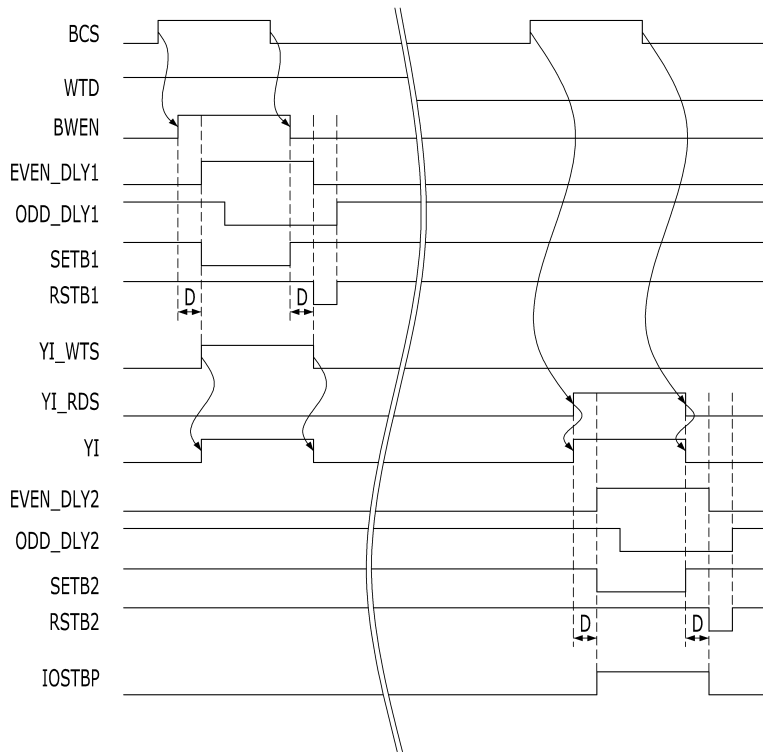 BCS
WTD
BWEN
EVEN_DLY1
ODD_DLY1
SETB1
RSTB1
D
D
YI_WTS
YI_RDS
YI
EVEN_DLY2
ODD_DLY2
SETB2
RSTB2
D
D
IOSTBP